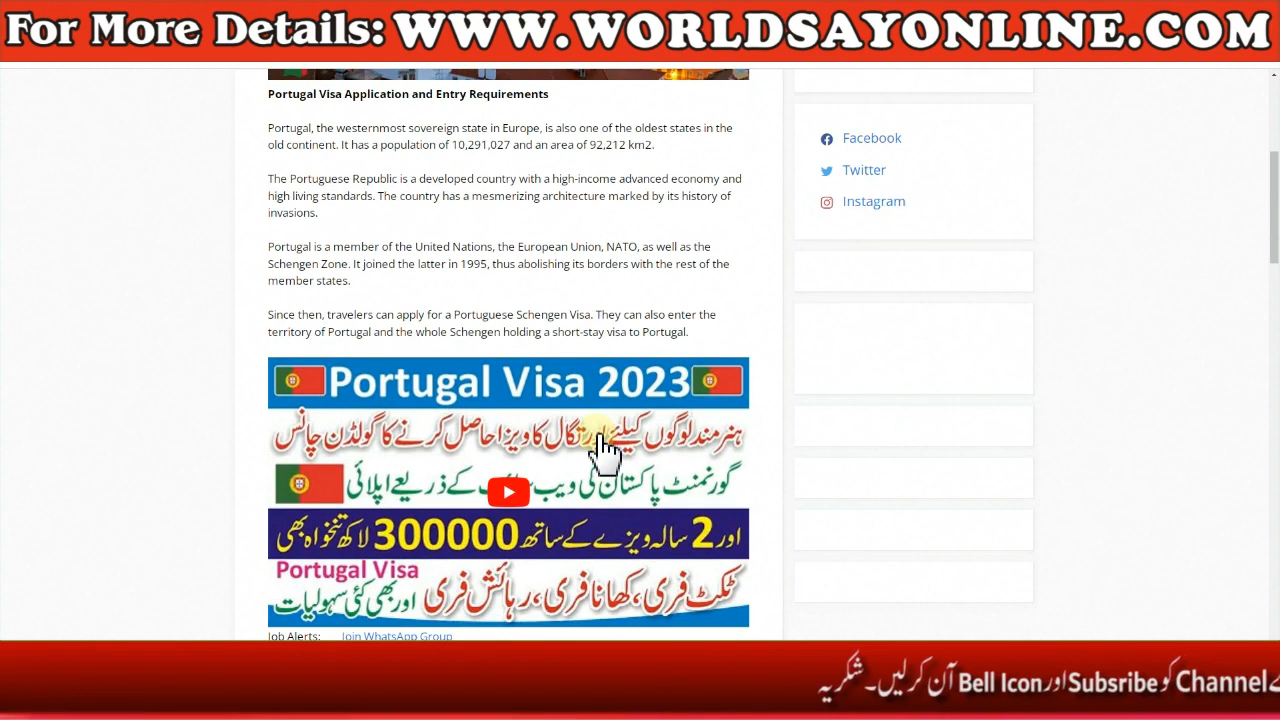 For More Details: WWW.WORLDSAYONLINE.COM
Portugal Visa Application and Entry Requirements
Portugal, the westernmost sovereign state in Europe, is also one of the oldest states in the
old continent. It has a population of 10,291,027 and an area of 92,212 km2.
The Portuguese Republic is a developed country with a high-income advanced economy and
high living standards. The country has a mesmerizing architecture marked by its history of
invasions.
Portugal is a member of the United Nations, the European Union, NATO, as well as the
Schengen Zone. It joined the latter in 1995, thus abolishing its borders with the rest of the
member states.
Since then, travelers can apply for a Portuguese Schengen Visa. They can also enter the
territory of Portugal and the whole Schengen holding a short-stay visa to Portugal.
Portugal Visa 2023
ہنرمند لوگوں کیلئے پرتگال کا ویزا حاصل کرنے کا گولڈن چانس
گورنمنٹ پاکستان کی ویب کے ذریعے اپلائی
اور 2 سالہ ویزے کے ساتھ 300000 لاکھ تنخواہ بھی
ٹکٹ فری، کھانا فری، رہائش فری
Portugal Visa
اور بھی کئی سہولیات
Job Alerts: Join WhatsApp Group
Facebook
Twitter
Instagram
Channel کو Subsribe اور Bell Icon آن کرلیں۔ شکریہ